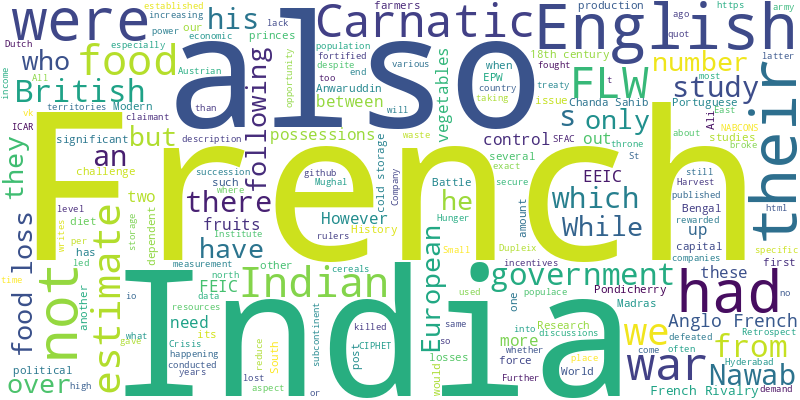 French
India
also
English
had
not
their
were
Carnatic
FLW
food
his
who
British
but
an
they
food loss
estimate
over
following
there
have
Indian
government
European
Nawab
war
from
we
which
While
only
study
number
s
he
possessions
between
control
EEIC
Anglo French
French Rivalry
However
FEIC
fruits
need
two
more
several
these
up
out
Pondicherry
Madras
vegetables
cold storage
Chanda Sahib
18th century
Portuguese
Ali
Bengal
capital
Anwaruddin
Battle
History
Modern
significant
challenge
political
diet
has
level
high
another
dependent
storage
measurement
succession
description
such
where
Institute
Mughal
github
rulers
Company
Hunger
amount
Dupleix
incentives
Small
populace
used
losses
would
force
Research
discussions
whether
into
one
World
CIPHET
post
killed
subcontinent
same
so
Further
or
aspect
lost
reduce
South
Crisis
happening
conducted
years
resources
data
its
io
what
gave
led
per
writes
time
vk
All
ICAR
income
claimant
territories
Dutch
established
increasing
power
our
economic
especially
Austrian
than
lack
princes
population
fortified
despite
opportunity
too
end
various
will
farmers
when
EPW
country
taking
issue
treaty
fought
production
ago
quot
https
army
latter
t
most
East
NABCONS
studies
about
SFAC
throne
broke
St
exact
secure
still
Harvest
published
rewarded
html
companies
first
specific
no
Retrospect
defeated
often
come
Hyderabad
place
demand
waste
cereals
other
north